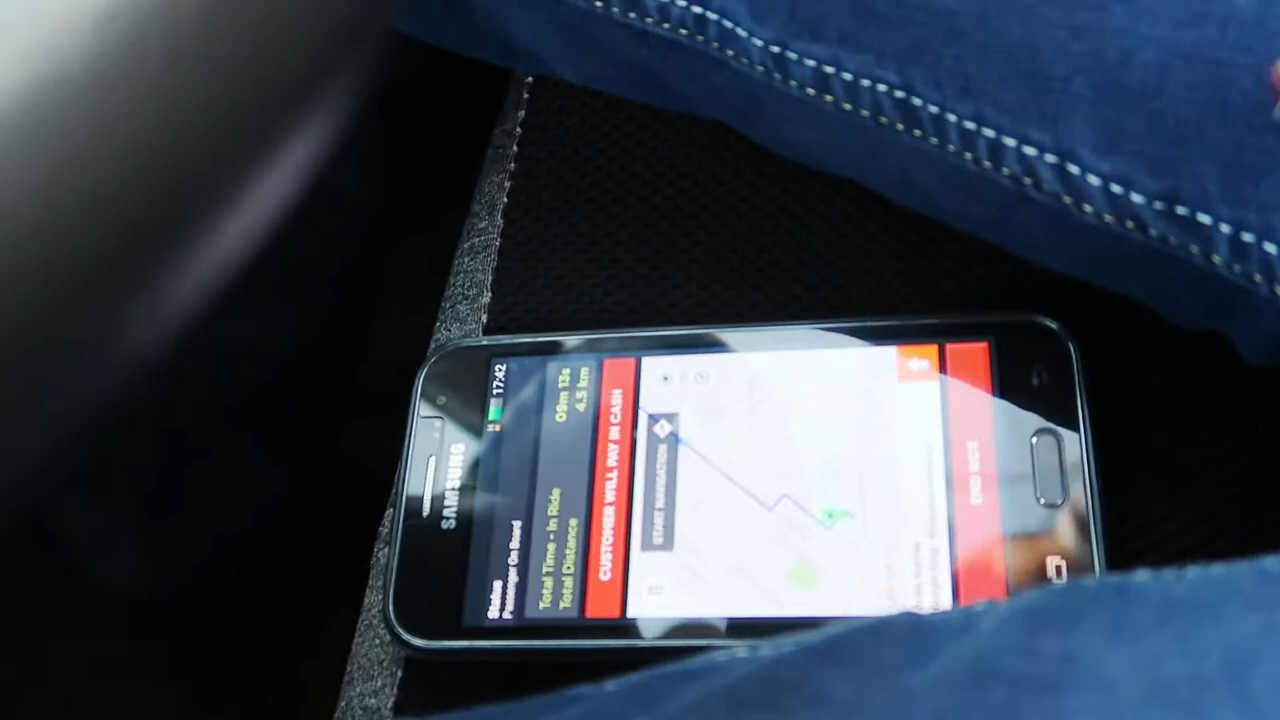 SAMSUNG
H 17:42
Status
Passenger On Board
Total Time - In Ride 09m 13s
Total Distance 4.5 km
CUSTOMER WILL PAY IN CASH
START NAVIGATION
END RIDE